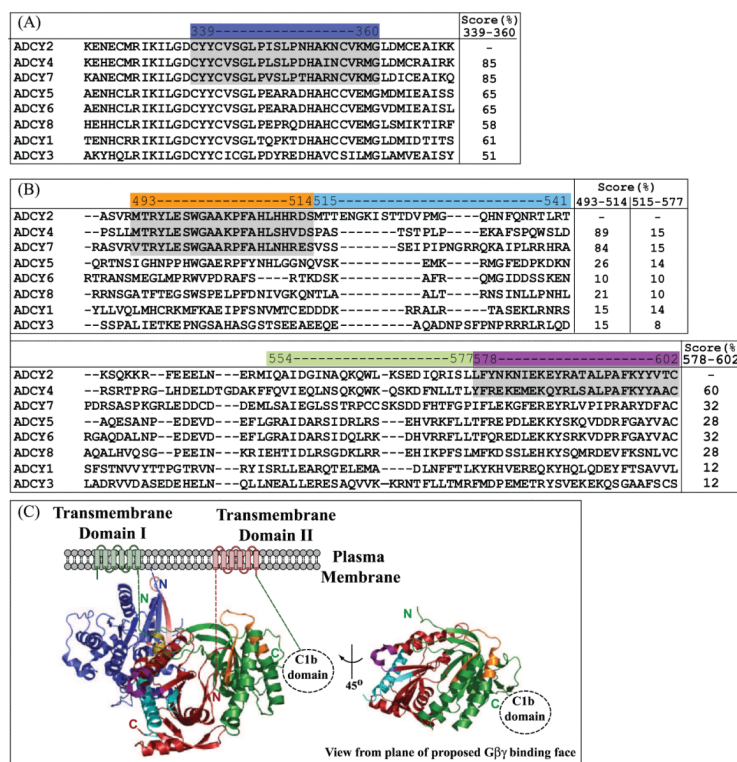 (A)
339--------------------360
Score(%)
339-360
ADCY2 KENECMRIKILGDCYYCVSGLPISLPNHAKNCVKMGLDMCEAIKK -
ADCY4 KEHECMRIKILGDCYYCVSGLPLSLPDHAINCVRMGLDMCRAIRK 85
ADCY7 KANECMRIKILGDCYYCVSGLPVSLPTHARNCVKMGLDICEAIKQ 85
ADCY5 AENHCLRIKILGDCYYCVSGLPEARADHAHCCVEMGMDMIEAISS 65
ADCY6 AENHCLRIKILGDCYYCVSGLPEARADHAHCCVEMGVDMIEAISL 65
ADCY8 HEHHCLRIKILGDCYYCVSGLPEPRQDHAHCCVEMGLSMIKTIRF 58
ADCY1 TENHCRRIKILGDCYYCVSGLTQPKTDHAHCCVEMGLDMIDTITS 61
ADCY3 AKYHQLRIKILGDCYYCICGLPDYREDHAVCSILMGLAMVEAISY 51
(B)
493----------------514 515--------------------------541
Score(%)
493-514 515-577
ADCY2 --ASVRMTRYLESWGAAKPFAHLHHRDSMTTENGKISTTDVPMG-----QHNFQNRTLRT - -
ADCY4 --PSLLMTRYLESWGAAKPFAHLSHVDSPAS--------TSTPLP----EKAFSPQWSLD 89 15
ADCY7 --ASVRVTRYLESWGAAKPFAHLNHRESVSS--------SEIPIPNGRRQKAIPLRRHRA 84 15
ADCY5 --QRTNSIGHNPPHWGAERPFYNHLGGNQVSK-------EMKR-----MGFEDPKDKN 26 14
ADCY6 RTRANSMEGLMPRWVPDRAFS----RTKDSK--------AFR------QMGIDDSSKEN 10 10
ADCY8 --RRNSGATFTEGSWSPELPFDNIVGKQNTLA-------ALT------RNSINLLPNHL 21 10
ADCY1 --YLLVQLMHCRKMFKAEIPFSNVMTCEDDDK-------RRALR----TASEKLRNRS 15 14
ADCY3 --SSPALIETKEPNGSAHASGSTSEEAEEQE---------AQADNPSFPNPRRRLRLQD 15 8
554--------------------577 578--------------------602
Score(%)
578-602
ADCY2 --KSQKKR--FEEELN--ERMIQAIDGINAQKQWL-KSEDIQRISLLFYNKNIEKEYRATALPAFKYYVTC -
ADCY4 --RSRTPRG-LHDELDTGDAKFFQVIEQLNSQKQWK-QSKDFNLLTLYFREKEMEKQYRLSALPAFKYYAAC 60
ADCY7 PDRSASPKGRLEDDCD--DEMLSAIEGLSSTRPCCSKSDDFHTFGPIFLEKGFEREYRLVPIPRARYDFAC 32
ADCY5 --AQESANP--EDEVD--EFLGRAIDARSIDRLRS---EHVRKFLLTFREPDLEKKYSKQVDDRFGAYVAC 28
ADCY6 RGAQDALNP--EDEVD--EFLGRAIDARSIDQLRK---DHVRRFLLTFQREDLEKKYSRKVDPRFGAYVAC 32
ADCY8 AQALHVQSG--PEEIN--KRIEHTIDLRSGDKLRR---EHIKPFSLMFKDSSLEHKYSQMRDEVFKSNLVC 28
ADCY1 SFSTNVVYTTPGTRVN--RYISRLLEARQTELEMA----DLNFFTLKYKHVEREQKYHQLQDEYFTSAVVL 12
ADCY3 LADRVVDASEDEHELN--QLLNEALLERESAQVVK-KRNTFLLTMRFMDPEMETRYSVEKEKQSGAAFSCS 12
(C)
Transmembrane
Domain I
Transmembrane
Domain II
Plasma
Membrane
N
N
C
C1b
domain
N
C
45°
N
C
C1b
domain
View from plane of proposed Gβγ binding face